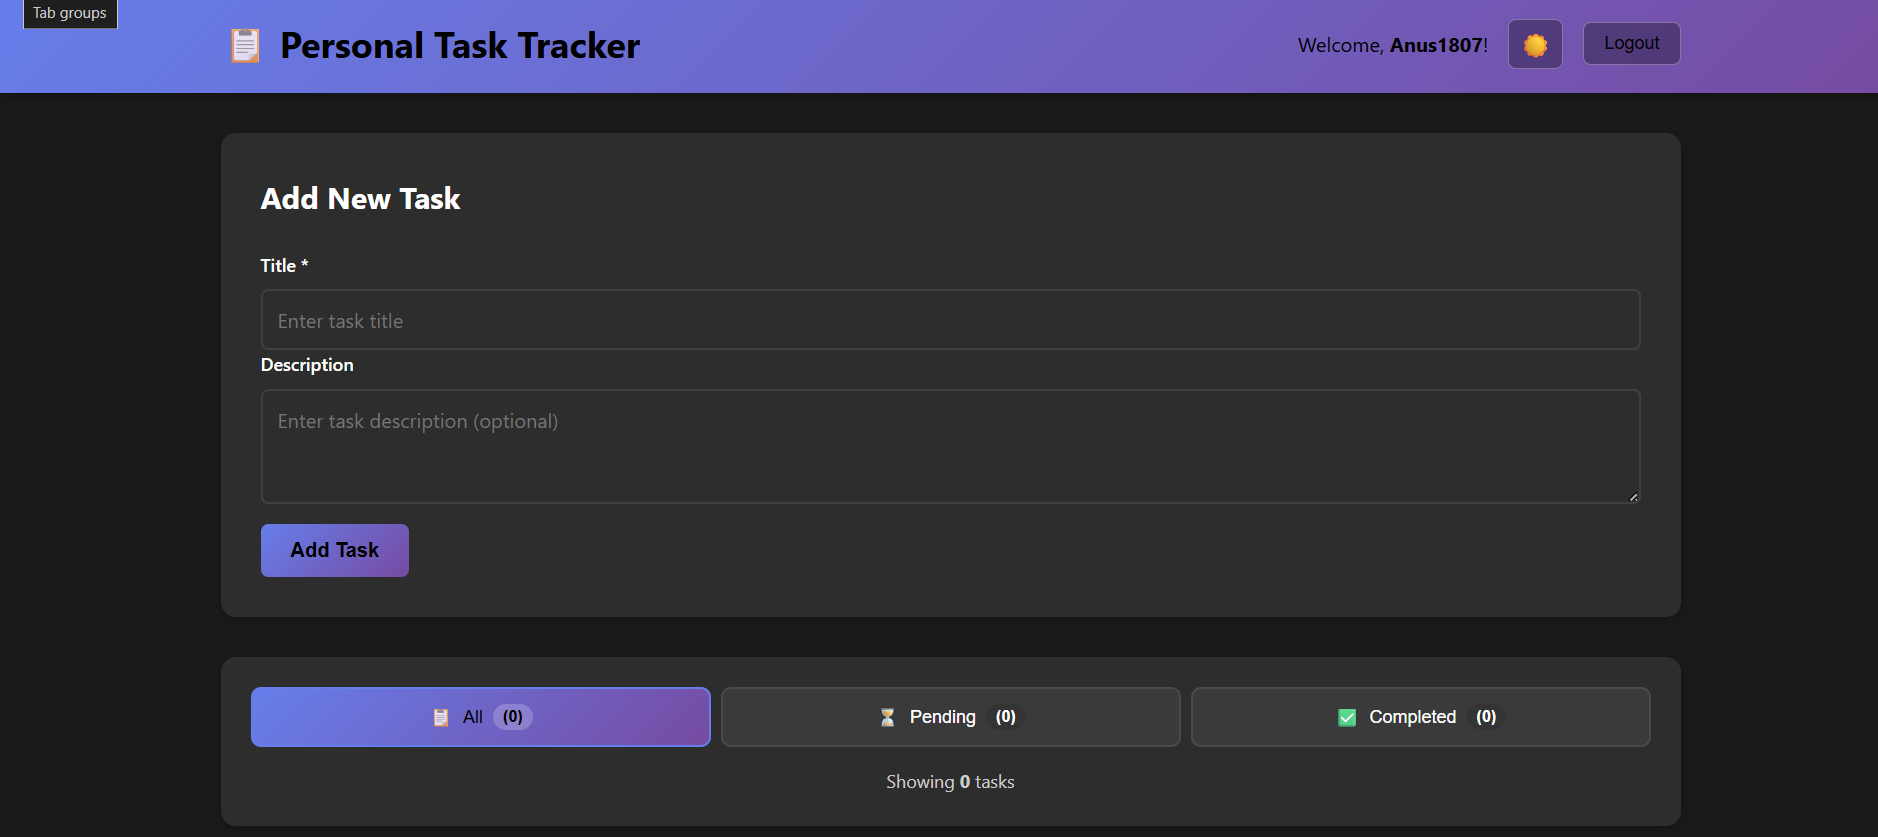 Tab groups
Personal Task Tracker
Welcome, Anus1807!
Logout
Add New Task
Title *
Enter task title
Description
Enter task description (optional)
Add Task
All (0)
Pending (0)
Completed (0)
Showing 0 tasks